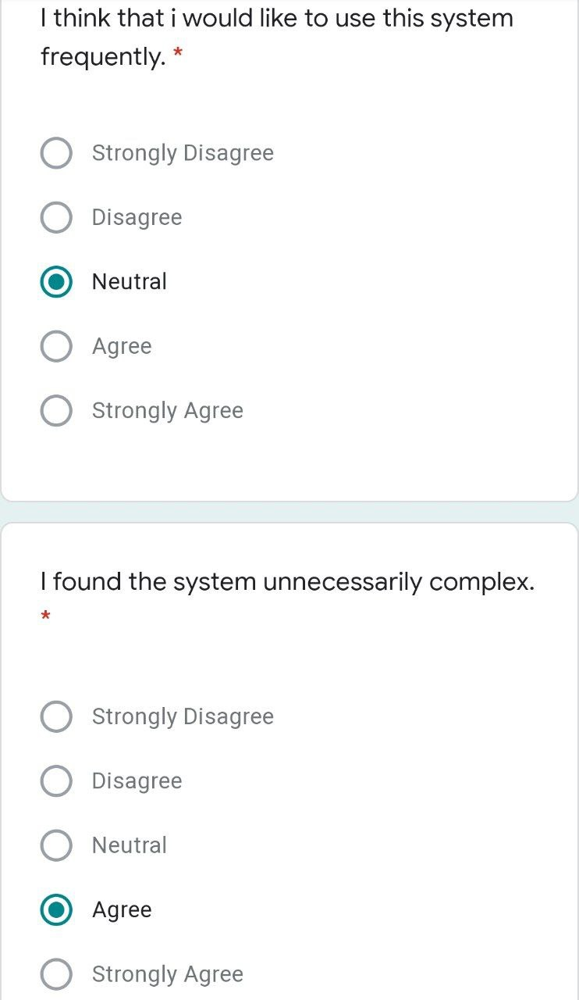 I think that i would like to use this system
frequently. *
Strongly Disagree
Disagree
Neutral
Agree
Strongly Agree
I found the system unnecessarily complex.
*
Strongly Disagree
Disagree
Neutral
Agree
Strongly Agree